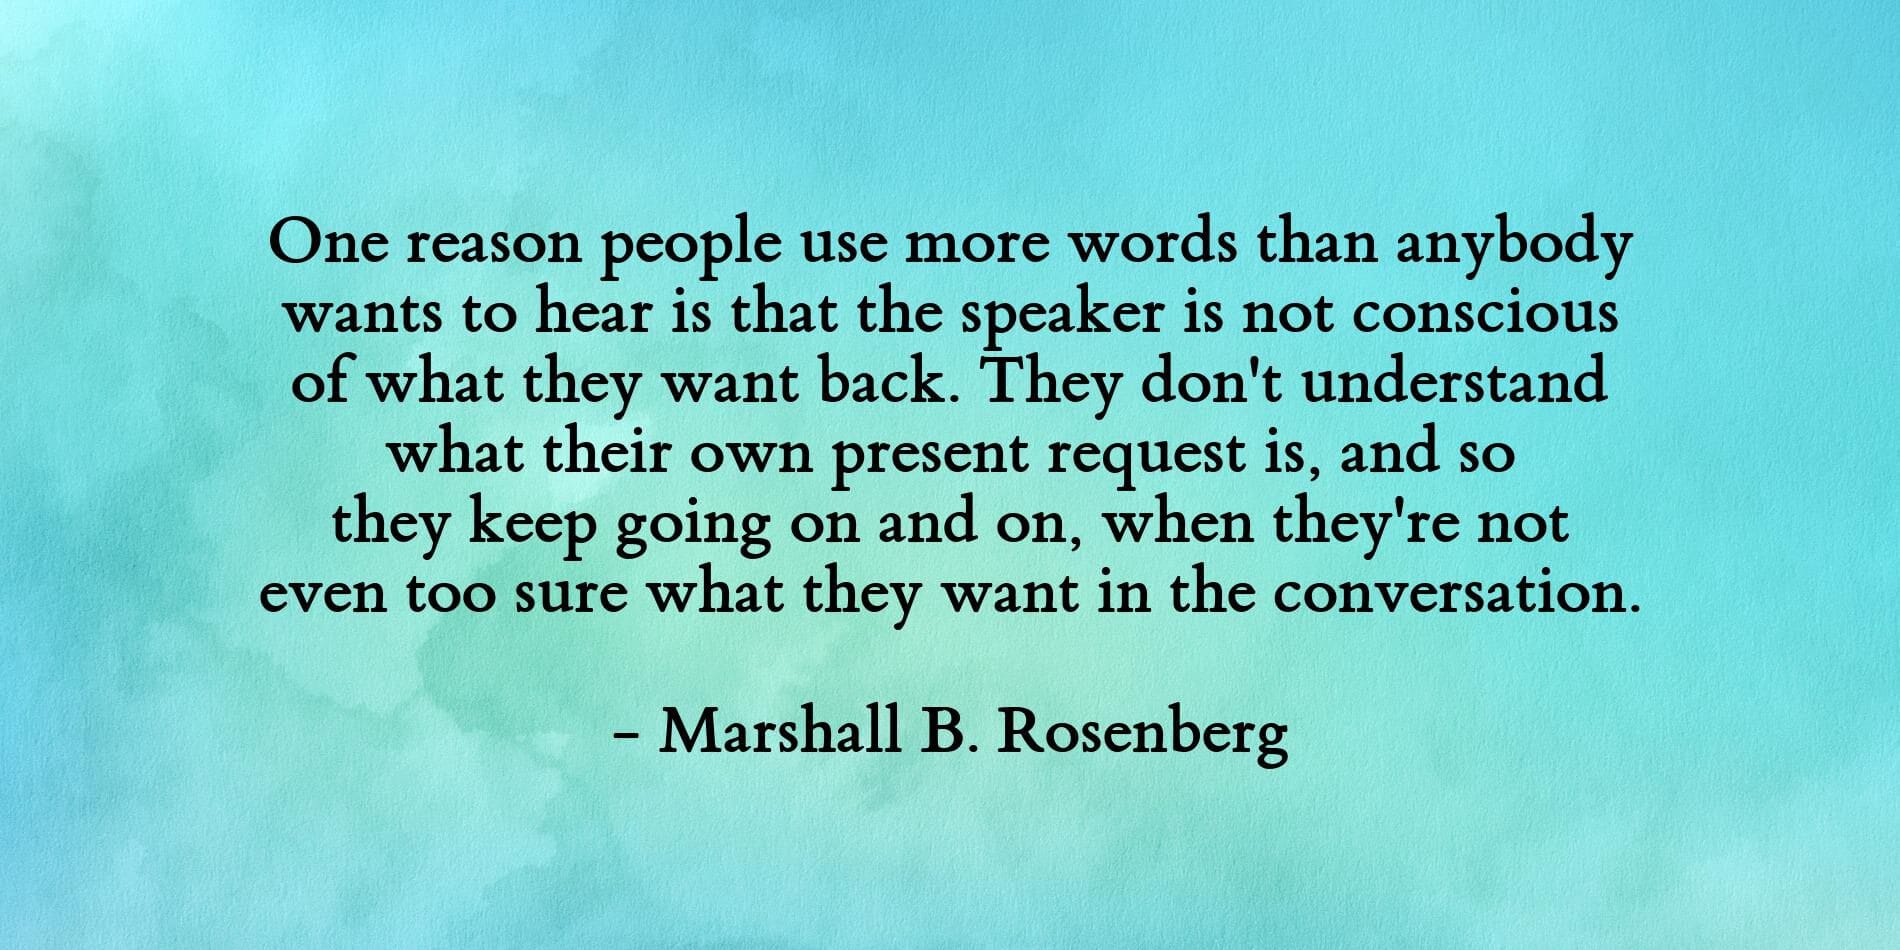 One reason people use more words than anybody
wants to hear is that the speaker is not conscious
of what they want back. They don't understand
what their own present request is, and so
they keep going on and on, when they're not
even too sure what they want in the conversation.
- Marshall B. Rosenberg